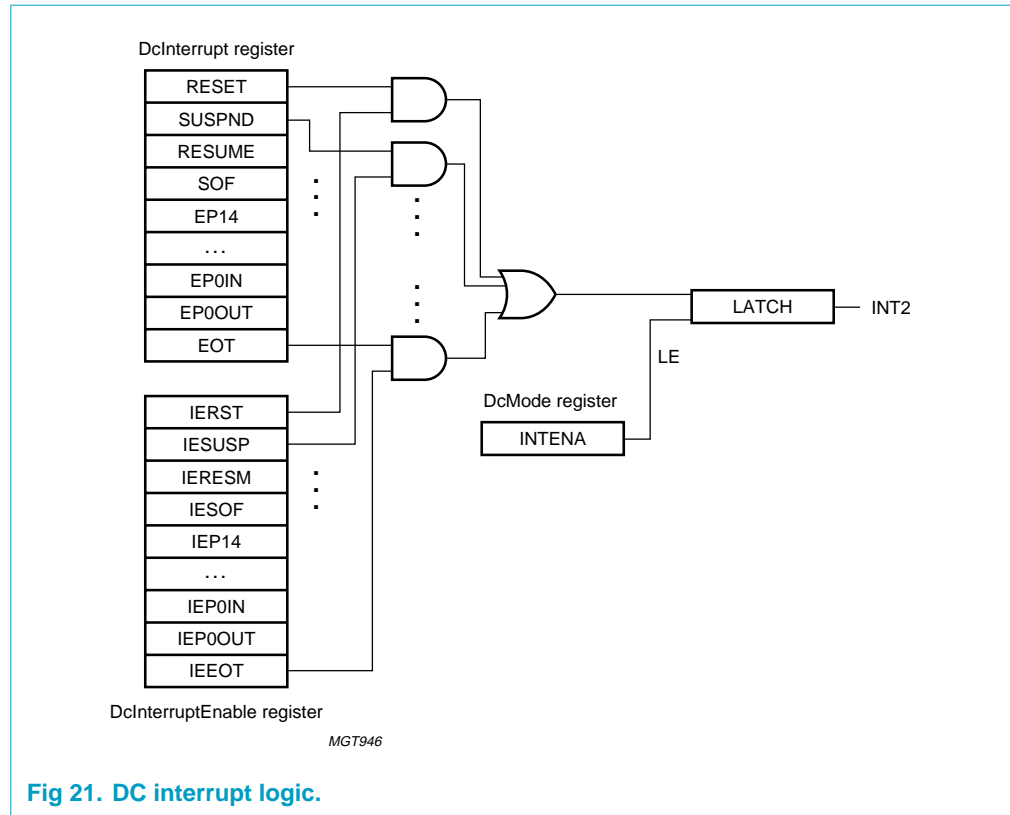 DcInterrupt register
RESET
SUSPND
RESUME
SOF
EP14
...
EP0IN
EP0OUT
EOT
IERST
IESUSP
IERESM
IESOF
IEP14
...
IEP0IN
IEP0OUT
IEEOT
DcInterruptEnable register
LATCH
INT2
LE
DcMode register
INTENA
MGT946
Fig 21. DC interrupt logic.